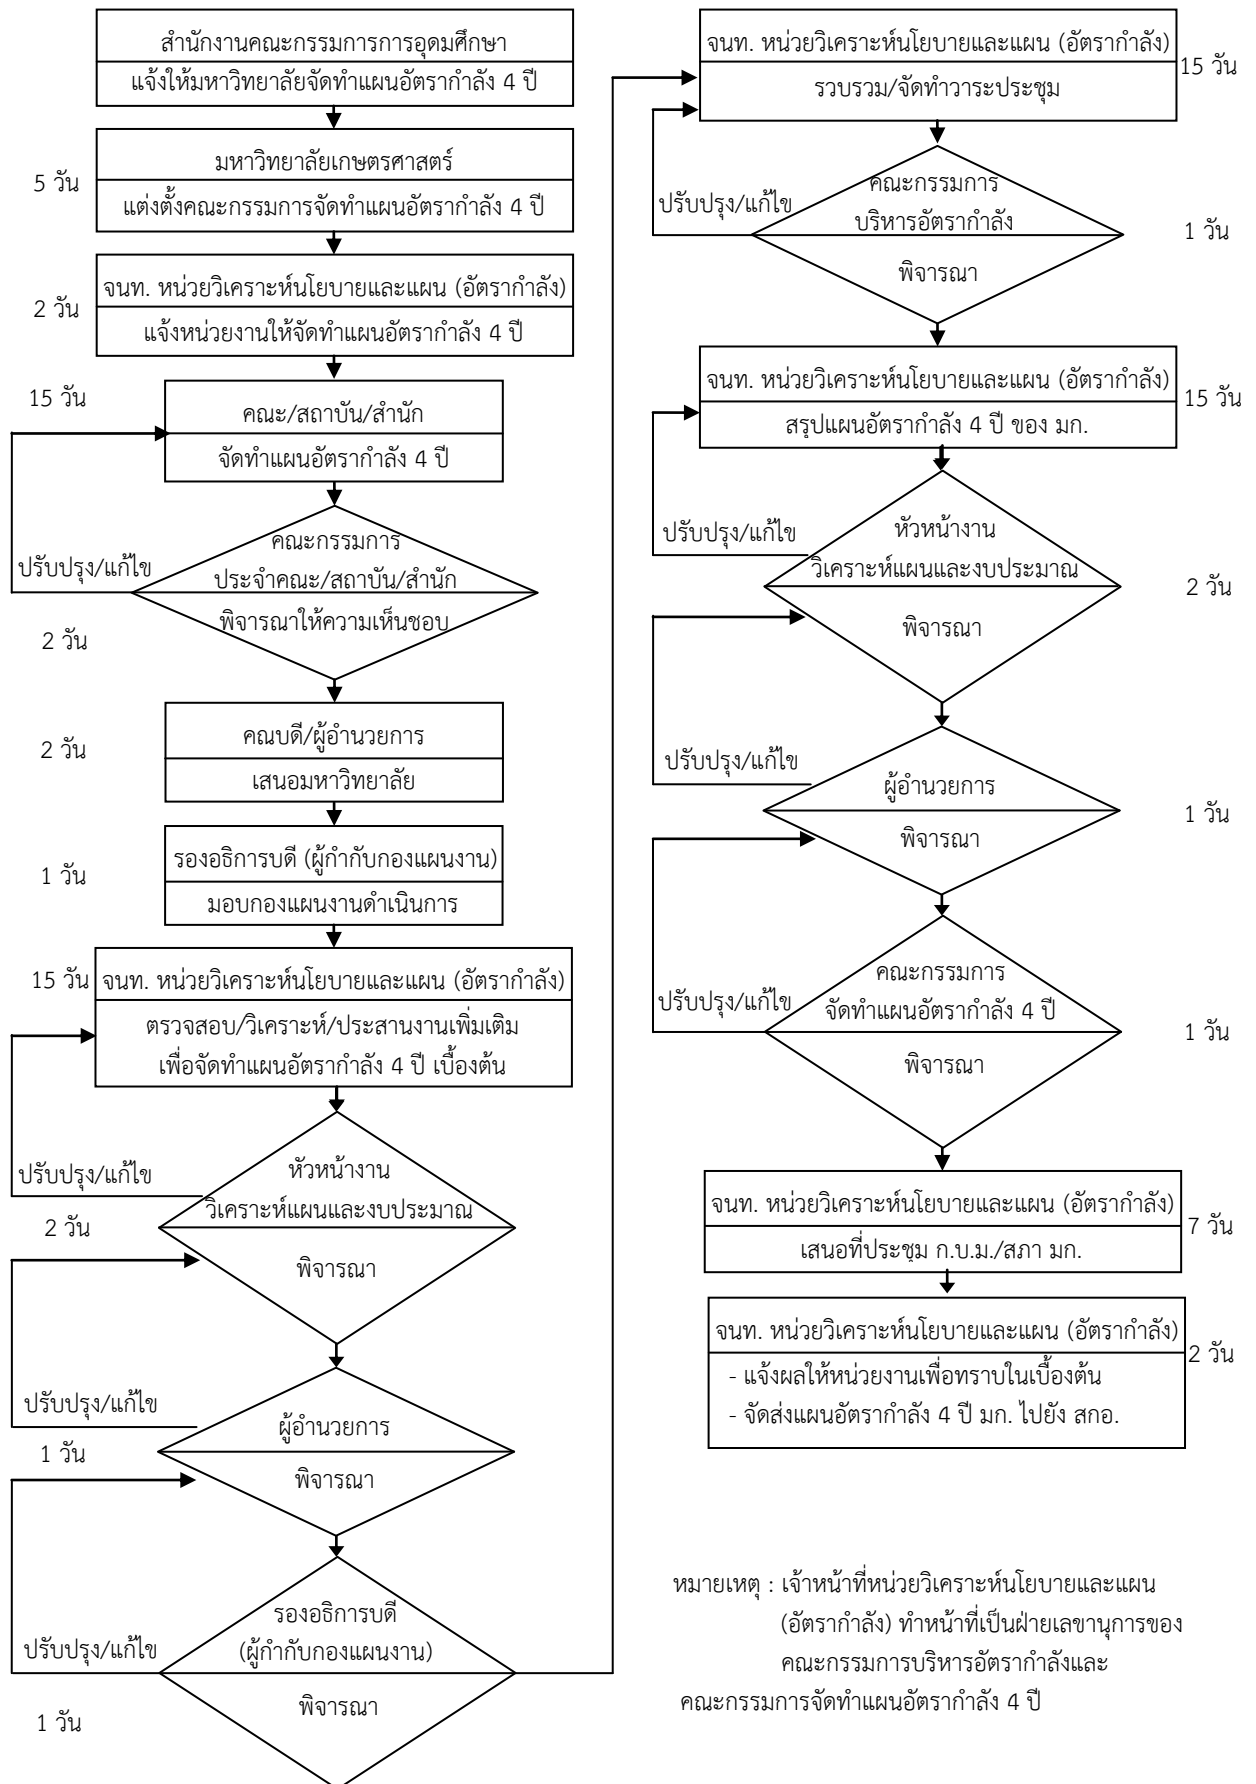 สำนักงานคณะกรรมการการอุดมศึกษา
แจ้งให้มหาวิทยาลัยจัดทำแผนอัตรากำลัง 4 ปี
5 วัน
มหาวิทยาลัยเกษตรศาสตร์
แต่งตั้งคณะกรรมการจัดทำแผนอัตรากำลัง 4 ปี
2 วัน
จนท. หน่วยวิเคราะห์นโยบายและแผน (อัตรากำลัง)
แจ้งหน่วยงานให้จัดทำแผนอัตรากำลัง 4 ปี
15 วัน
คณะ/สถาบัน/สำนัก
จัดทำแผนอัตรากำลัง 4 ปี
ปรับปรุง/แก้ไข
คณะกรรมการ
ประจำคณะ/สถาบัน/สำนัก
พิจารณาให้ความเห็นชอบ
2 วัน
2 วัน
คณบดี/ผู้อำนวยการ
เสนอมหาวิทยาลัย
1 วัน
รองอธิการบดี (ผู้กำกับกองแผนงาน)
มอบกองแผนงานดำเนินการ
15 วัน
จนท. หน่วยวิเคราะห์นโยบายและแผน (อัตรากำลัง)
ตรวจสอบ/วิเคราะห์/ประสานงานเพิ่มเติม
เพื่อจัดทำแผนอัตรากำลัง 4 ปี เบื้องต้น
ปรับปรุง/แก้ไข
หัวหน้างาน
วิเคราะห์แผนและงบประมาณ
2 วัน
พิจารณา
ปรับปรุง/แก้ไข
ผู้อำนวยการ
1 วัน
พิจารณา
รองอธิการบดี
(ผู้กำกับกองแผนงาน)
ปรับปรุง/แก้ไข
พิจารณา
1 วัน
จนท. หน่วยวิเคราะห์นโยบายและแผน (อัตรากำลัง)
15 วัน
รวบรวม/จัดทำวาระประชุม
ปรับปรุง/แก้ไข
คณะกรรมการ
บริหารอัตรากำลัง
1 วัน
พิจารณา
จนท. หน่วยวิเคราะห์นโยบายและแผน (อัตรากำลัง)
15 วัน
สรุปแผนอัตรากำลัง 4 ปี ของ มก.
ปรับปรุง/แก้ไข
หัวหน้างาน
วิเคราะห์แผนและงบประมาณ
2 วัน
พิจารณา
ปรับปรุง/แก้ไข
ผู้อำนวยการ
1 วัน
พิจารณา
คณะกรรมการ
ปรับปรุง/แก้ไข
จัดทำแผนอัตรากำลัง 4 ปี
1 วัน
พิจารณา
จนท. หน่วยวิเคราะห์นโยบายและแผน (อัตรากำลัง)
7 วัน
เสนอที่ประชุม ก.บ.ม./สภา มก.
จนท. หน่วยวิเคราะห์นโยบายและแผน (อัตรากำลัง)
2 วัน
- แจ้งผลให้หน่วยงานเพื่อทราบในเบื้องต้น
- จัดส่งแผนอัตรากำลัง 4 ปี มก. ไปยัง สกอ.
หมายเหตุ : เจ้าหน้าที่หน่วยวิเคราะห์นโยบายและแผน
(อัตรากำลัง) ทำหน้าที่เป็นฝ่ายเลขานุการของ
คณะกรรมการบริหารอัตรากำลังและ
คณะกรรมการจัดทำแผนอัตรากำลัง 4 ปี